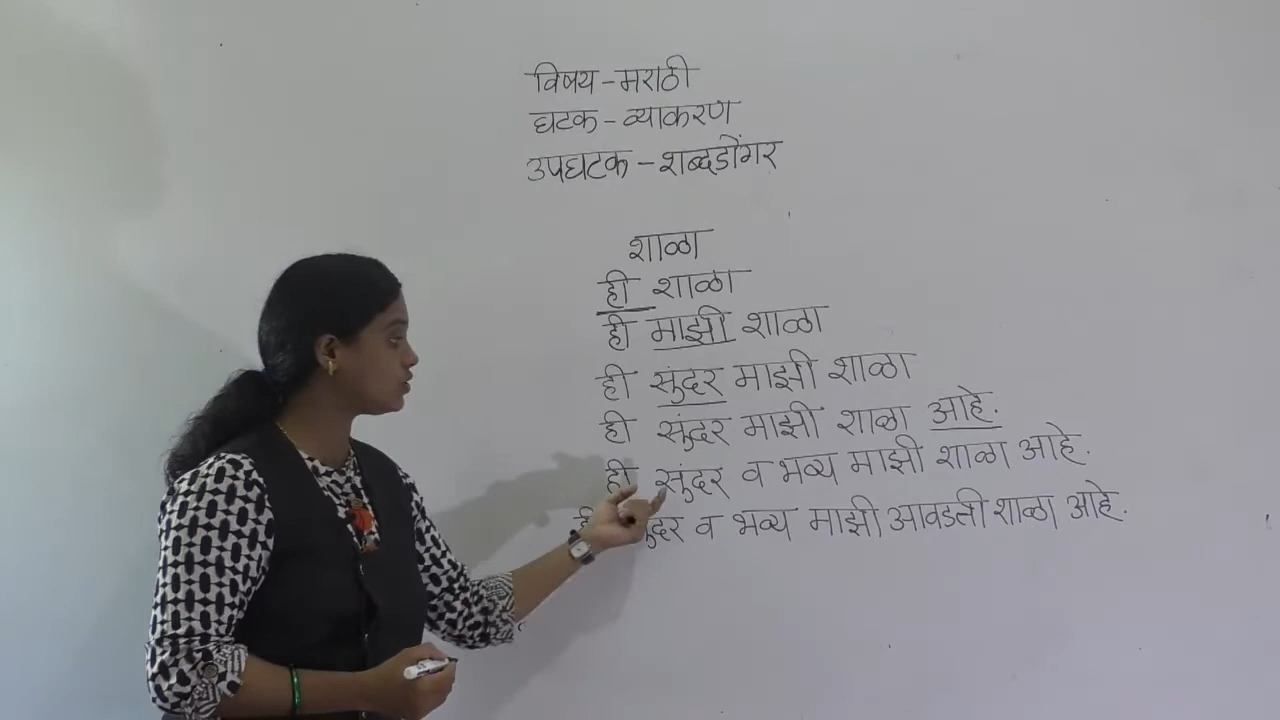 विषय - मराठी
घटक - व्याकरण
उपघटक - शब्दडोंगर
शाळा
ही शाळा
ही माझी शाळा
ही सुंदर माझी शाळा
ही सुंदर माझी शाळा आहे.
ही सुंदर व भव्य माझी शाळा आहे.
व भव्य माझी आवडती शाळा आहे.